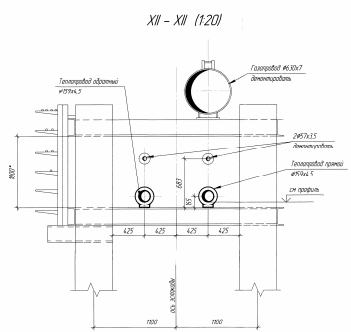 XII - XII (1:20)
Газопровод Ф630х7
демонтировать
Теплопровод обратный
Ф159х4,5
2Ф57х3.5
демонтировать
Теплопровод прямой
Ф159х4.5
см профиль
1800*
683
165
425
425
425
425
ось эстакады
1100
1100